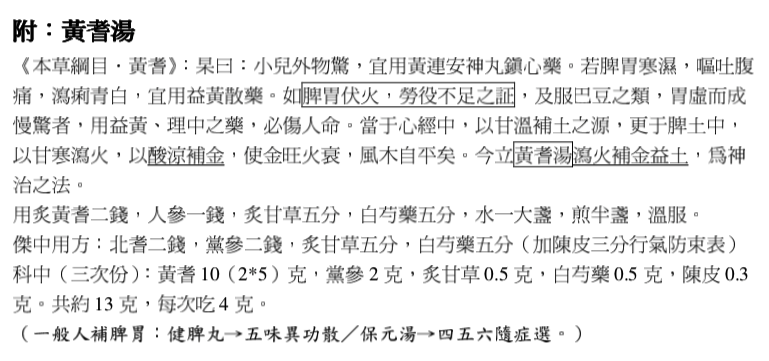 附：黃耆湯
《本草綱目．黃耆》：杲曰：小兒外物驚，宜用黃連安神丸鎮心藥。若脾胃寒濕，嘔吐腹
痛，瀉痢青白，宜用益黃散藥。如脾胃伏火，勞役不足之証，及服巴豆之類，胃虛而成
慢驚者，用益黃、理中之藥，必傷人命。當于心經中，以甘溫補土之源，更于脾土中，
以甘寒瀉火，以酸涼補金，使金旺火衰，風木自平矣。今立黃耆湯瀉火補金益土，為神
治之法。
用炙黃耆二錢，人參一錢，炙甘草五分，白芍藥五分，水一大盞，煎半盞，溫服。
傑中用方：北耆二錢，黨參二錢，炙甘草五分，白芍藥五分（加陳皮三分行氣防束表）
科中（三次份）：黃耆 10（2*5）克，黨參 2 克，炙甘草 0.5 克，白芍藥 0.5 克，陳皮 0.3
克。共約 13 克，每次吃 4 克。
（一般人補脾胃：健脾丸→五味異功散／保元湯→四五六隨症選。）